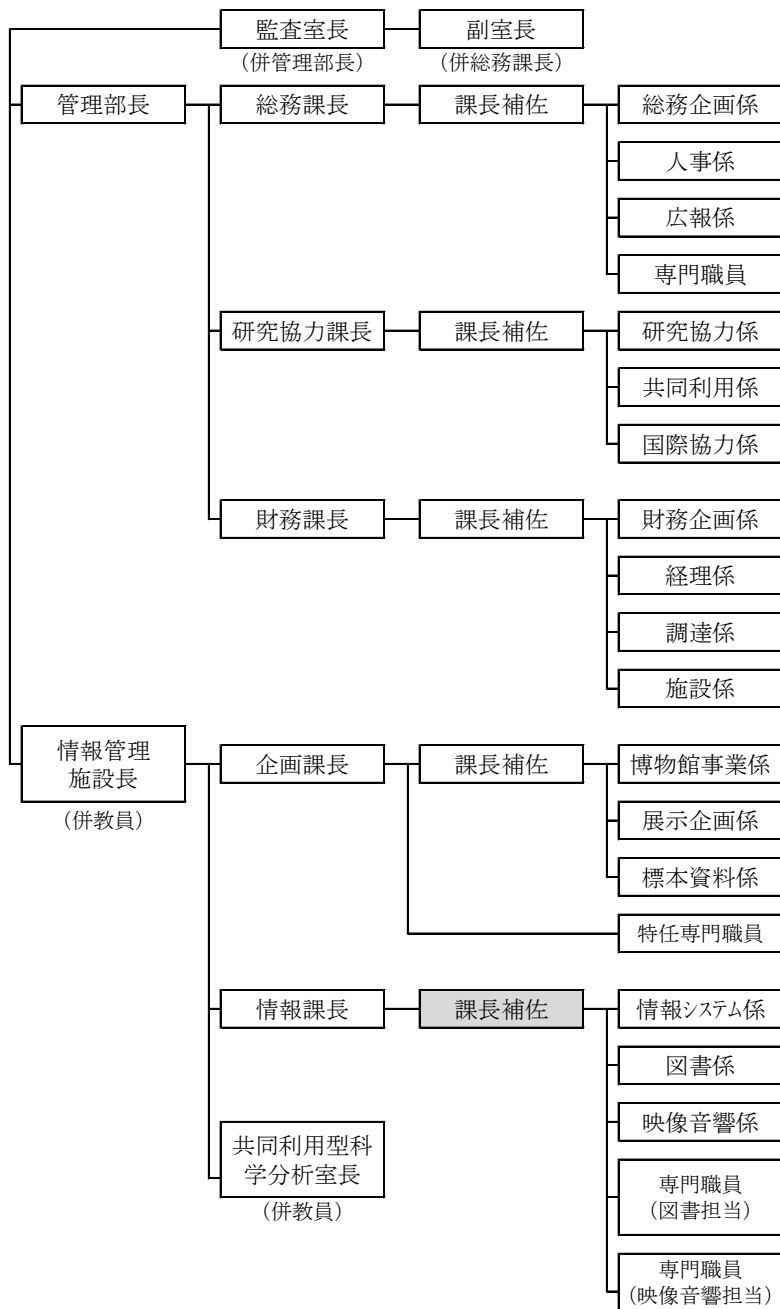 監査室長
副室長
（併管理部長）
（併総務課長）
管理部長
総務課長
課長補佐
総務企画係
人事係
広報係
専門職員
研究協力課長
課長補佐
研究協力係
共同利用係
国際協力係
財務課長
課長補佐
財務企画係
経理係
調達係
施設係
情報管理
施設長
（併教員）
企画課長
課長補佐
博物館事業係
展示企画係
標本資料係
特任専門職員
情報課長
課長補佐
情報システム係
図書係
映像音響係
共同利用型科
学分析室長
（併教員）
専門職員
（図書担当）
専門職員
（映像音響担当）